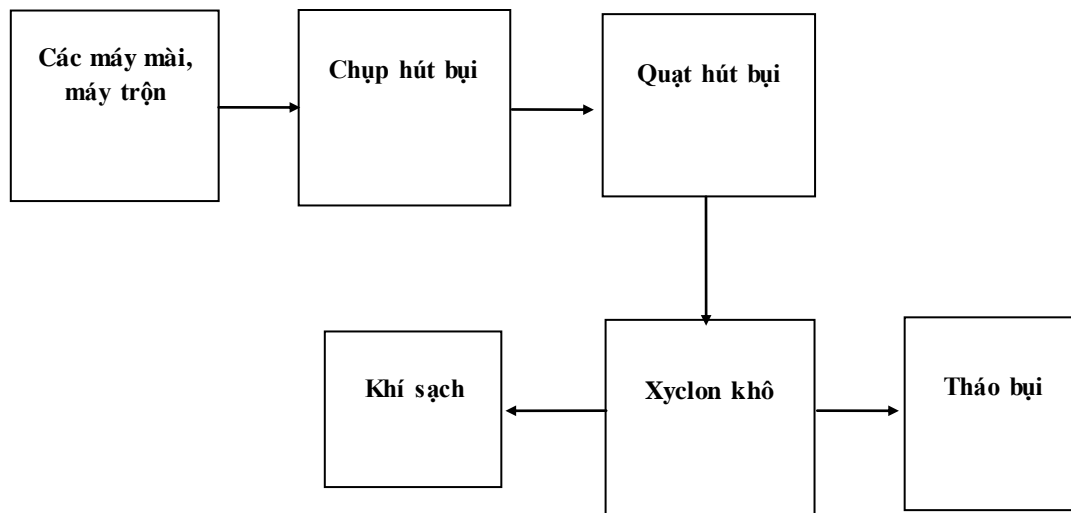 Các máy mài,
máy trộn
Chụp hút bụi
Quạt hút bụi
Khí sạch
Xyclon khô
Tháo bụi